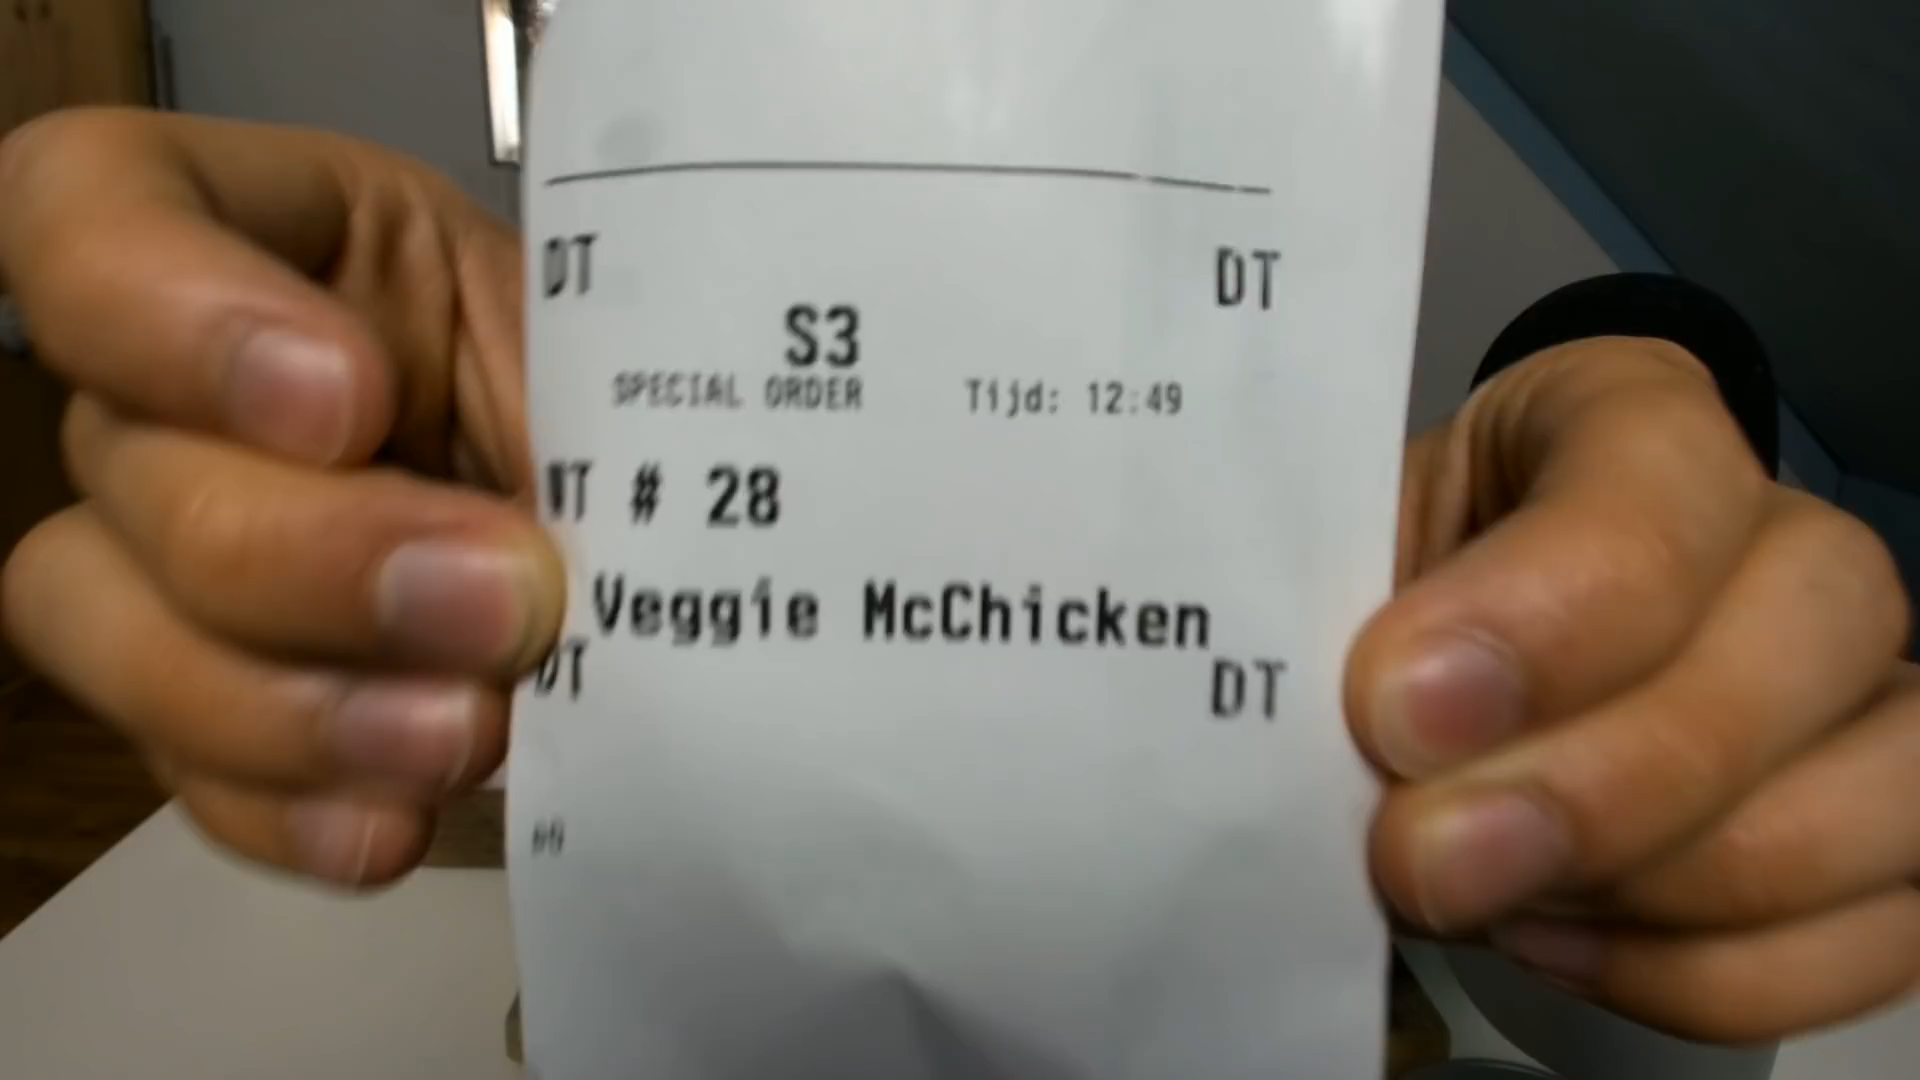 DT DT
S3
SPECIAL ORDER Tijd: 12:49
# 28
Veggie McChicken
DT DT